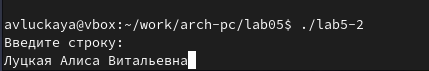 avluckaya@vbox:~/work/arch-pc/lab05$ ./lab5-2
Введите строку:
Луцкая Алиса Витальевна